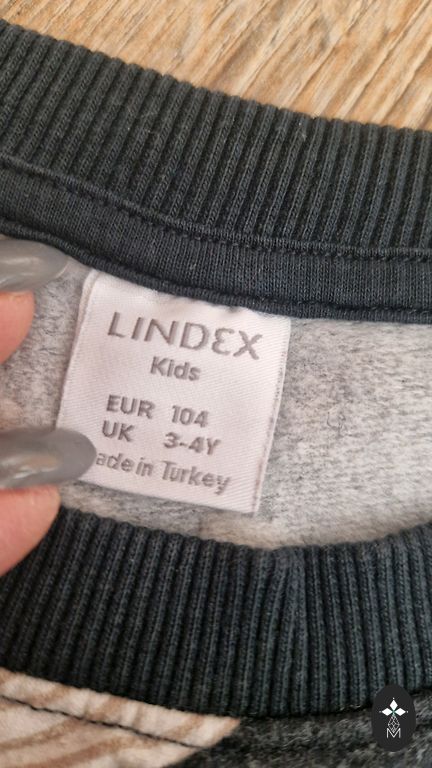 LINDEX
Kids
EUR 104
UK 3-4Y
ade in Turkey
M